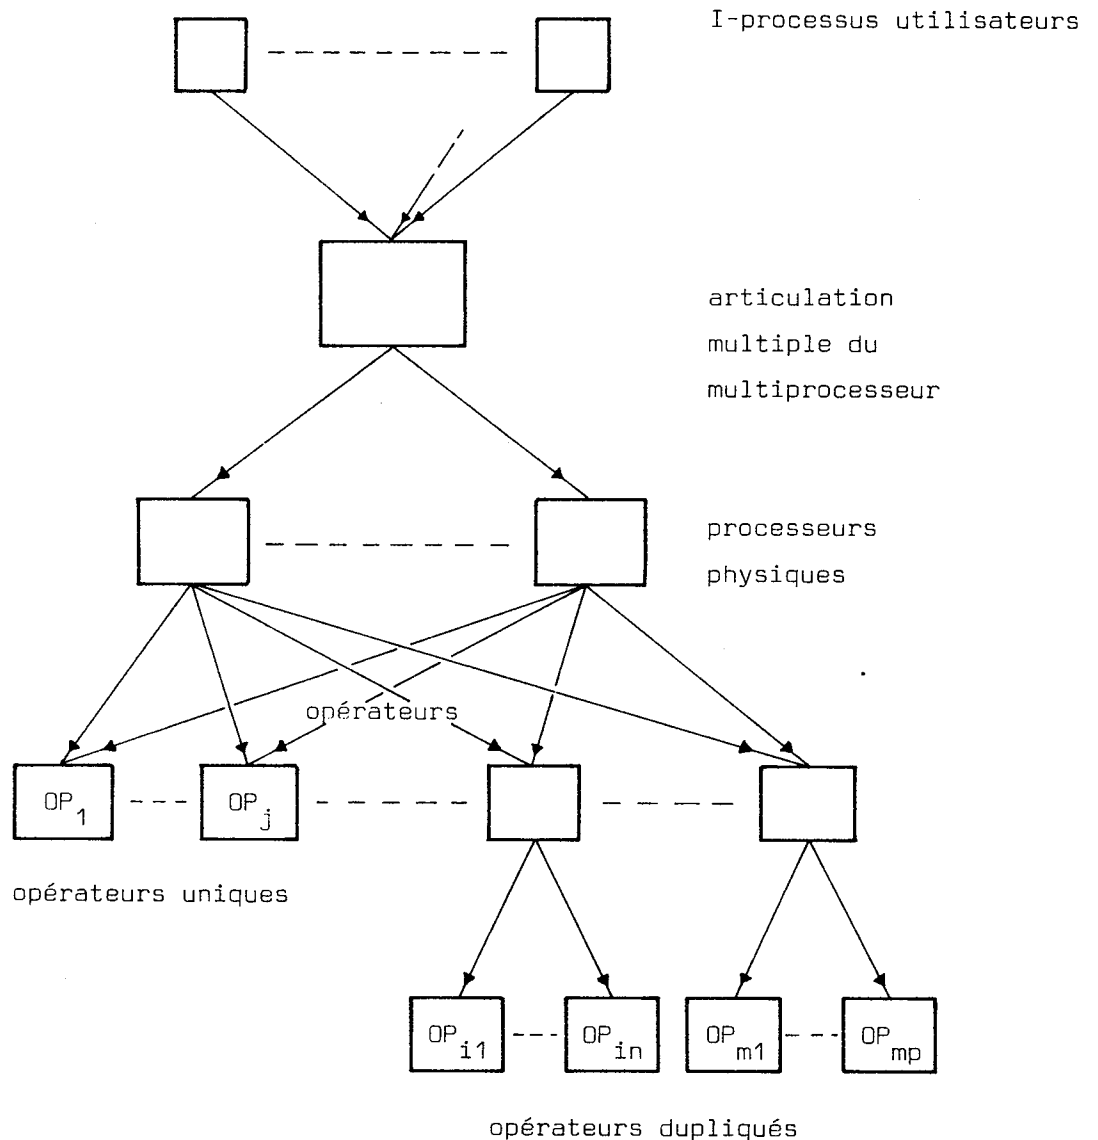 I-processus utilisateurs
articulation
multiple du
multiprocesseur
processeurs
physiques
opérateurs
OP1
OPj
opérateurs uniques
OPi1
OPin
OPm1
OPmp
opérateurs dupliqués